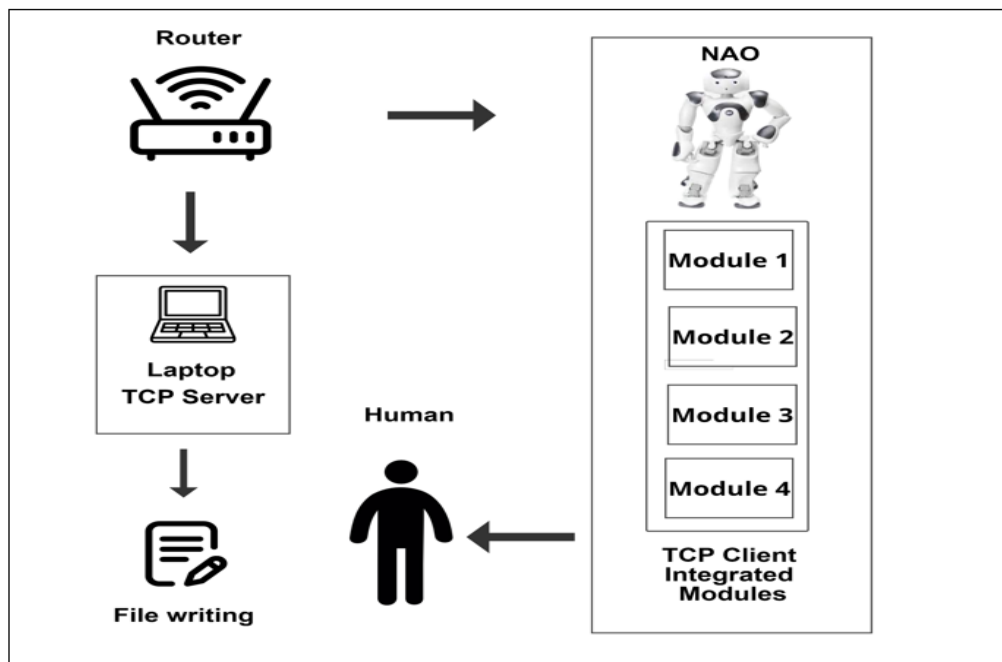 Router
NAO
Module 1
Module 2
Module 3
Module 4
TCP Client
Integrated
Modules
Laptop
TCP Server
Human
File writing